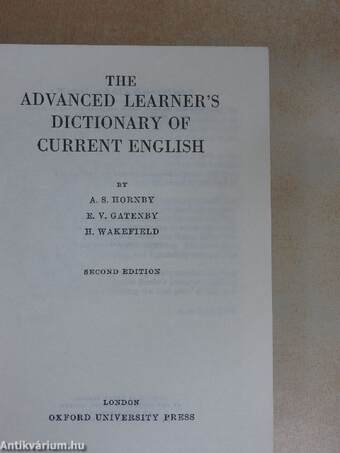 THE
ADVANCED LEARNER'S
DICTIONARY OF
CURRENT ENGLISH
BY
A. S. HORNBY
E. V. GATENBY
H. WAKEFIELD
SECOND EDITION
LONDON
OXFORD UNIVERSITY PRESS
Antikvárium.hu